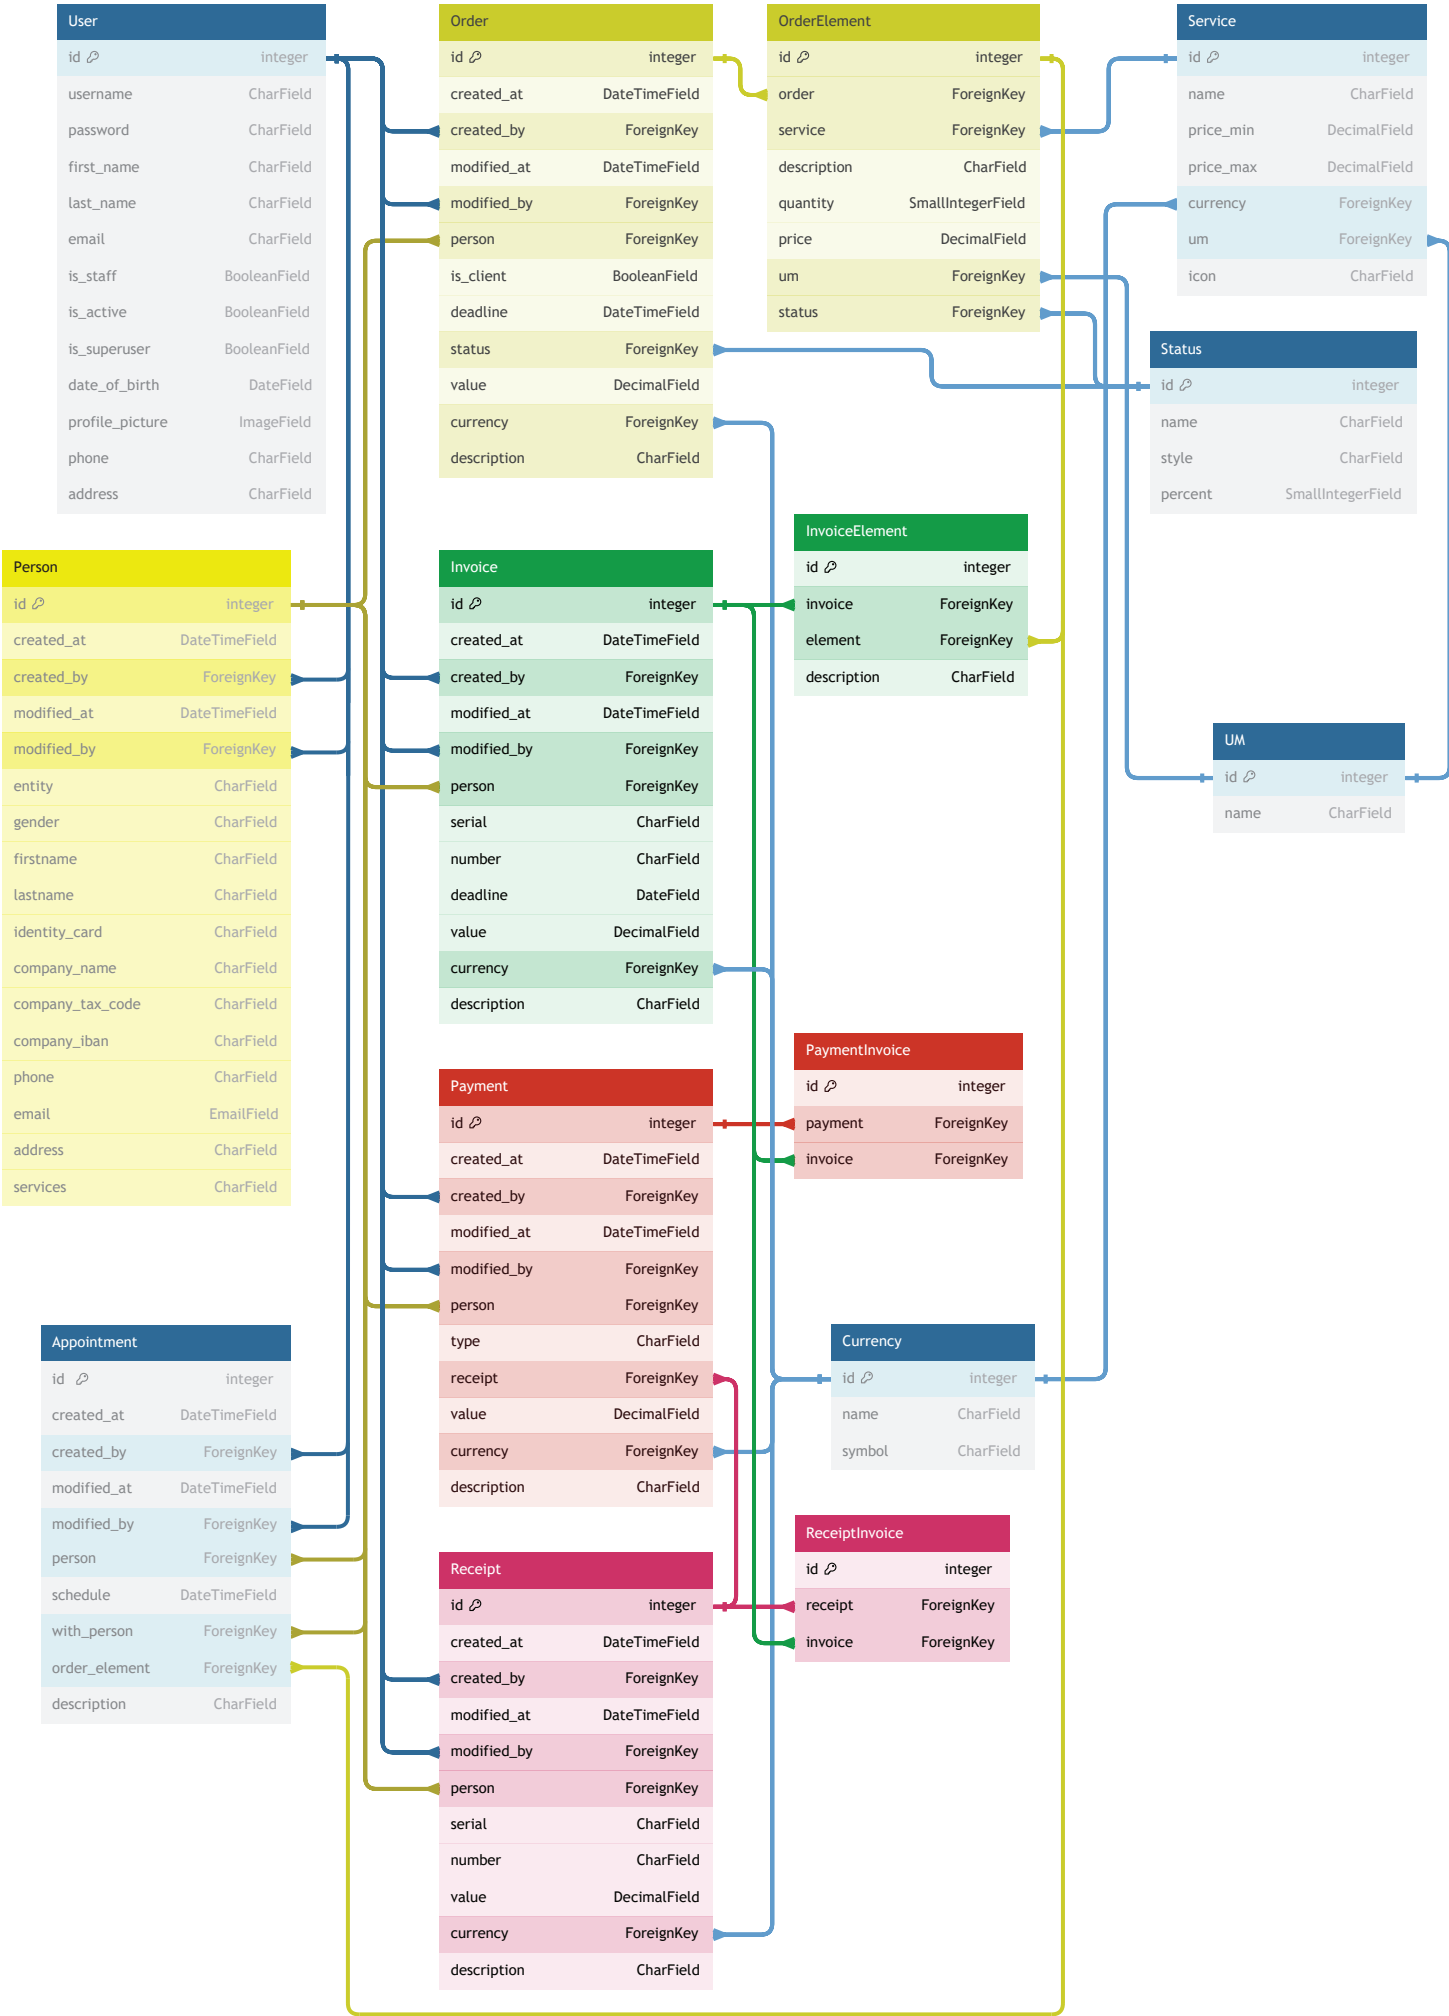 User
id integer
username CharField
password CharField
first_name CharField
last_name CharField
email CharField
is_staff BooleanField
is_active BooleanField
is_superuser BooleanField
date_of_birth DateField
profile_picture ImageField
phone CharField
address CharField
Order
id integer
created_at DateTimeField
created_by ForeignKey
modified_at DateTimeField
modified_by ForeignKey
person ForeignKey
is_client BooleanField
deadline DateTimeField
status ForeignKey
value DecimalField
currency ForeignKey
description CharField
OrderElement
id integer
order ForeignKey
service ForeignKey
description CharField
quantity SmallIntegerField
price DecimalField
um ForeignKey
status ForeignKey
Service
id integer
name CharField
price_min DecimalField
price_max DecimalField
currency ForeignKey
um ForeignKey
icon CharField
Status
id integer
name CharField
style CharField
percent SmallIntegerField
Person
id integer
created_at DateTimeField
created_by ForeignKey
modified_at DateTimeField
modified_by ForeignKey
entity CharField
gender CharField
firstname CharField
lastname CharField
identity_card CharField
company_name CharField
company_tax_code CharField
company_iban CharField
phone CharField
email EmailField
address CharField
services CharField
Invoice
id integer
created_at DateTimeField
created_by ForeignKey
modified_at DateTimeField
modified_by ForeignKey
person ForeignKey
serial CharField
number CharField
deadline DateField
value DecimalField
currency ForeignKey
description CharField
InvoiceElement
id integer
invoice ForeignKey
element ForeignKey
description CharField
UM
id integer
name CharField
Payment
id integer
created_at DateTimeField
created_by ForeignKey
modified_at DateTimeField
modified_by ForeignKey
person ForeignKey
type CharField
receipt ForeignKey
value DecimalField
currency ForeignKey
description CharField
PaymentInvoice
id integer
payment ForeignKey
invoice ForeignKey
Appointment
id integer
created_at DateTimeField
created_by ForeignKey
modified_at DateTimeField
modified_by ForeignKey
person ForeignKey
schedule DateTimeField
with_person ForeignKey
order_element ForeignKey
description CharField
Currency
id integer
name CharField
symbol CharField
Receipt
id integer
created_at DateTimeField
created_by ForeignKey
modified_at DateTimeField
modified_by ForeignKey
person ForeignKey
serial CharField
number CharField
value DecimalField
currency ForeignKey
description CharField
ReceiptInvoice
id integer
receipt ForeignKey
invoice ForeignKey